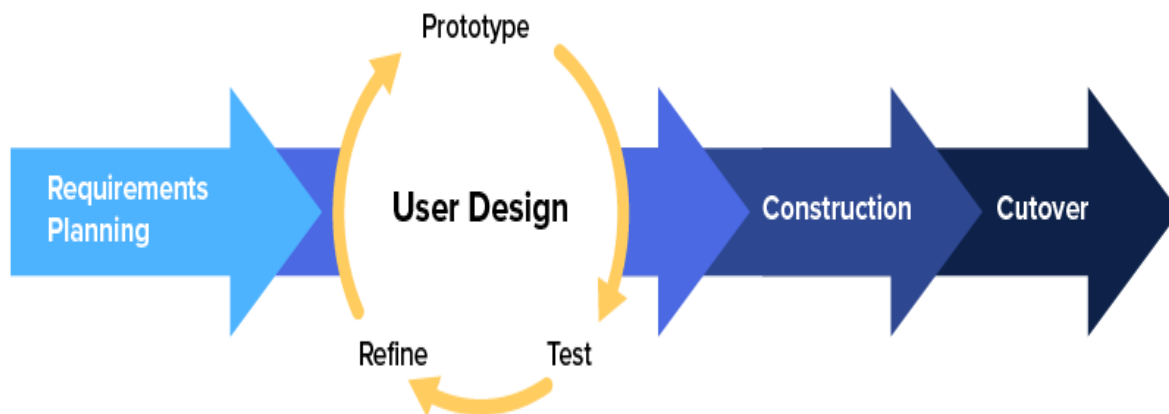 Prototype
Requirements
Planning
User Design
Construction
Cutover
Refine
Test